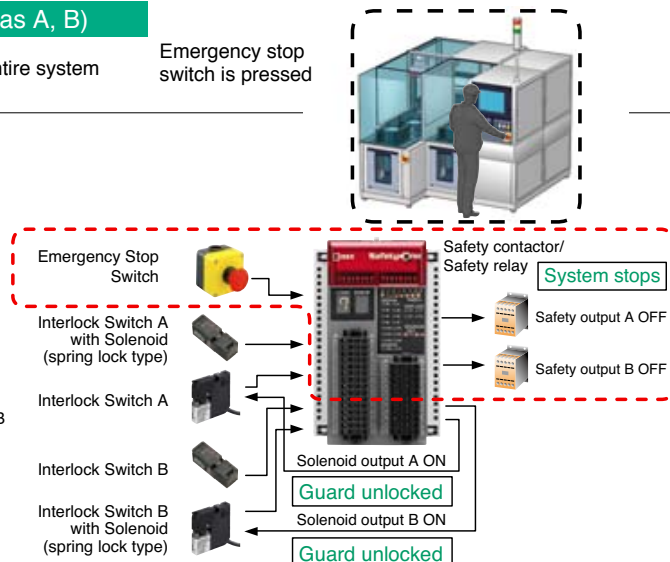 as A, B)
ntire system
Emergency stop
switch is pressed
Emergency Stop
Switch
Safety contactor/
Safety relay
System stops
Interlock Switch A
with Solenoid
(spring lock type)
Safety output A OFF
Safety output B OFF
Interlock Switch A
B
Interlock Switch B
Solenoid output A ON
Guard unlocked
Interlock Switch B
with Solenoid
(spring lock type)
Solenoid output B ON
Guard unlocked